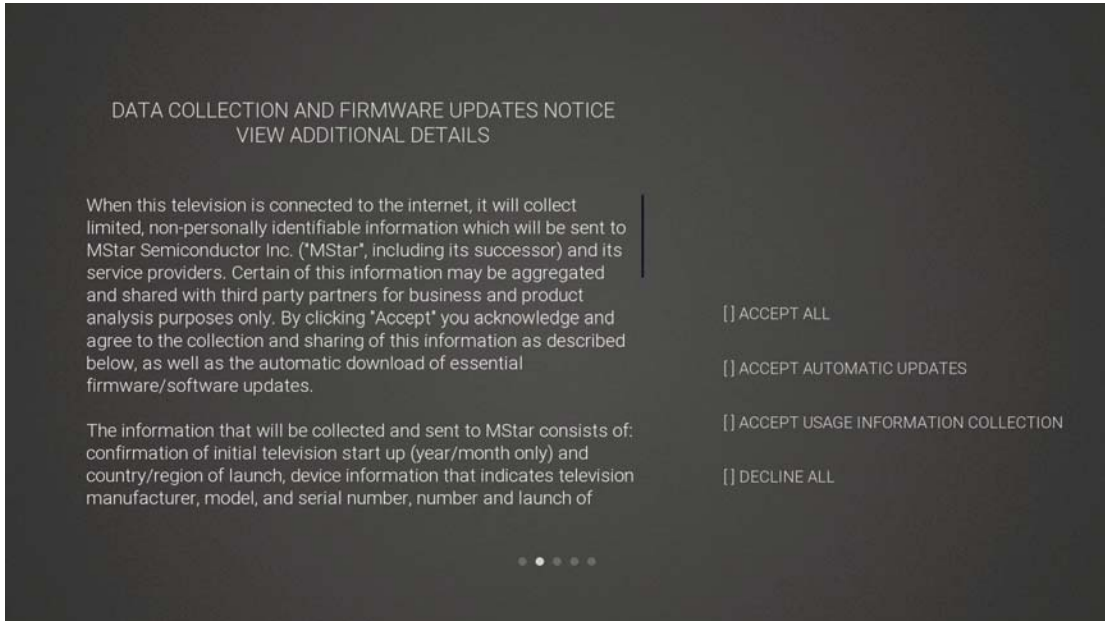 DATA COLLECTION AND FIRMWARE UPDATES NOTICE
VIEW ADDITIONAL DETAILS
When this television is connected to the internet, it will collect
limited, non-personally identifiable information which will be sent to
MStar Semiconductor Inc. ("MStar", including its successor) and its
service providers. Certain of this information may be aggregated
and shared with third party partners for business and product
analysis purposes only. By clicking "Accept" you acknowledge and
agree to the collection and sharing of this information as described
below, as well as the automatic download of essential
firmware/software updates.
The information that will be collected and sent to MStar consists of:
confirmation of initial television start up (year/month only) and
country/region of launch, device information that indicates television
manufacturer, model, and serial number, number and launch of
[ ] ACCEPT ALL
[ ] ACCEPT AUTOMATIC UPDATES
[ ] ACCEPT USAGE INFORMATION COLLECTION
[ ] DECLINE ALL